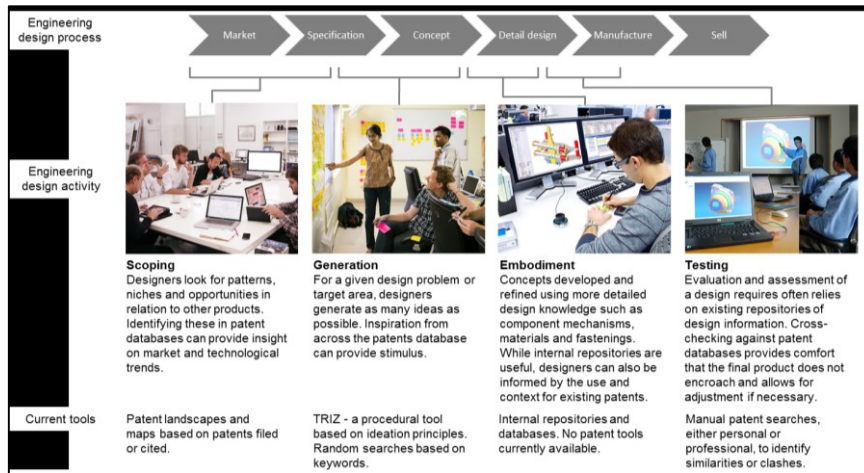 Engineering
design process
Market
Specification
Concept
Detail design
Manufacture
Sell
Engineering
design activity
Scoping
Designers look for patterns,
niches and opportunities in
relation to other products.
Identifying these in patent
databases can provide insight
on market and technological
trends.
Generation
For a given design problem or
target area, designers
generate as many ideas as
possible. Inspiration from
across the patents database
can provide stimulus.
Embodiment
Concepts developed and
refined using more detailed
design knowledge such as
component mechanisms,
materials and fastenings.
While internal repositories are
useful, designers can also be
informed by the use and
context for existing patents.
Testing
Evaluation and assessment of
a design requires often relies
on existing repositories of
design information. Cross-
checking against patent
databases provides comfort
that the final product does not
encroach and allows for
adjustment if necessary.
Current tools
Patent landscapes and
maps based on patents filed
or cited.
TRIZ - a procedural tool
based on ideation principles.
Random searches based on
keywords.
Internal repositories and
databases. No patent tools
currently available.
Manual patent searches,
either personal or
professional, to identify
similarities or clashes.